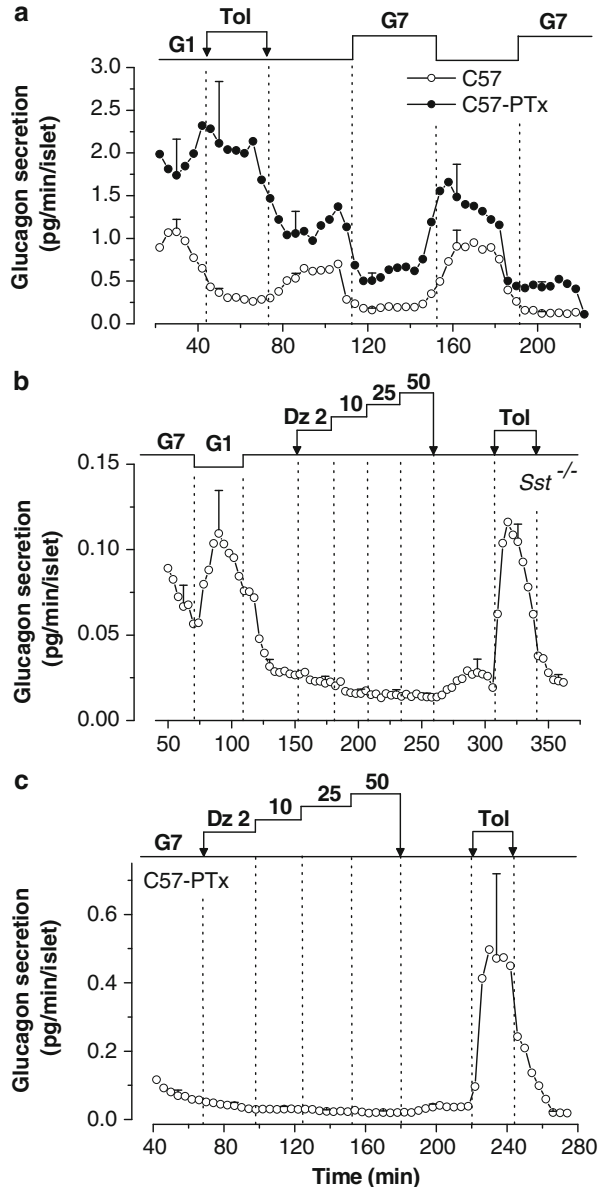 a
Tol
G1
G7
G7
C57
C57-PTx
Glucagon secretion
(pg/min/islet)
3.0
2.5
2.0
1.5
1.0
0.5
0.0
40
80
120
160
200
b
G7
G1
Dz 2
10
25
50
Tol
Sst -/-
Glucagon secretion
(pg/min/islet)
0.15
0.10
0.05
0.00
50
100
150
200
250
300
350
c
G7
Dz 2
10
25
50
Tol
C57-PTx
Glucagon secretion
(pg/min/islet)
0.6
0.4
0.2
0.0
40
80
120
160
200
240
280
Time (min)